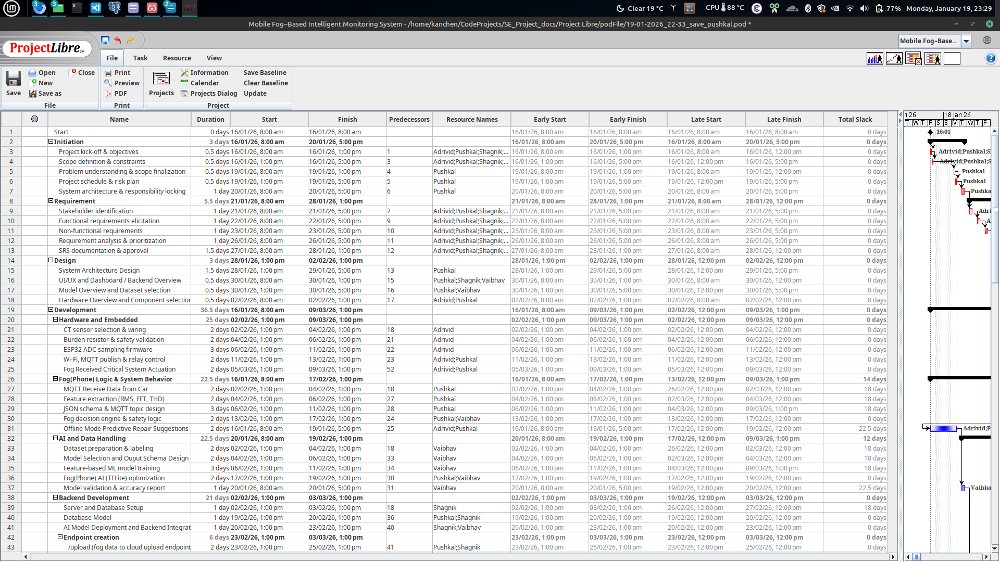 3 3 2 Clear 19 °C CPU 88 °C 77% Monday, January 19, 23:29
Mobile Fog–Based Intelligent Monitoring System - /home/kanchen/CodeProjects/SE_Project_docs/Project Libre/podFile/19-01-2026_22-33_save_pushkal.pod *
ProjectLibre™ Mobile Fog–Base...
File Task Resource View
Open Close Print Information Save Baseline
New Preview Calendar Clear Baseline
Save Save as PDF Projects Projects Dialog Update
File Print Project
Name Duration Start Finish Predecessors Resource Names Early Start Early Finish Late Start Late Finish Total Slack 18 Jan 26
T W T F S S M T W T F
1 Start 0 days 16/01/26, 8:00 am 16/01/26, 8:00 am 16/01/26, 8:00 am 16/01/26, 8:00 am 16/01/26, 8:00 am 16/01/26, 8:00 am 0 days 16/01
2 Initiation 3 days 16/01/26, 8:00 am 20/01/26, 5:00 pm 16/01/26, 8:00 am 20/01/26, 5:00 pm 16/01/26, 8:00 am 20/01/26, 5:00 pm 0 days
3 Project kick-off & objectives 0.5 days 16/01/26, 8:00 am 16/01/26, 1:00 pm 1 Adrivid;Pushkal;Shagnik;... 16/01/26, 8:00 am 16/01/26, 1:00 pm 16/01/26, 8:00 am 16/01/26, 12:00 pm 0 days Adrivid;Pushkal;S
4 Scope definition & constraints 0.5 days 16/01/26, 1:00 pm 16/01/26, 5:00 pm 3 Adrivid;Pushkal;Shagnik;... 16/01/26, 1:00 pm 16/01/26, 5:00 pm 16/01/26, 12:00 pm 16/01/26, 5:00 pm 0 days Adrivid;Pushkal;S
5 Problem understanding & scope finalization 0.5 days 19/01/26, 8:00 am 19/01/26, 1:00 pm 4 Pushkal 19/01/26, 8:00 am 19/01/26, 1:00 pm 19/01/26, 8:00 am 19/01/26, 12:00 pm 0 days Pushkal
6 Project schedule & risk plan 0.5 days 19/01/26, 1:00 pm 19/01/26, 5:00 pm 5 Pushkal 19/01/26, 1:00 pm 19/01/26, 5:00 pm 19/01/26, 12:00 pm 19/01/26, 5:00 pm 0 days Pushkal
7 System architecture & responsibility locking 1 day 20/01/26, 8:00 am 20/01/26, 5:00 pm 6 Pushkal 20/01/26, 8:00 am 20/01/26, 5:00 pm 20/01/26, 8:00 am 20/01/26, 5:00 pm 0 days Pushka
8 Requirement 5.5 days 21/01/26, 8:00 am 28/01/26, 1:00 pm 21/01/26, 8:00 am 28/01/26, 1:00 pm 21/01/26, 8:00 am 28/01/26, 12:00 pm 0 days
9 Stakeholder identification 1 day 21/01/26, 8:00 am 21/01/26, 5:00 pm 7 Adrivid;Pushkal;Shagnik;... 21/01/26, 8:00 am 21/01/26, 5:00 pm 21/01/26, 8:00 am 21/01/26, 5:00 pm 0 days Adri
10 Functional requirements elicitation 1 day 22/01/26, 8:00 am 22/01/26, 5:00 pm 9 Adrivid;Pushkal;Shagnik;... 22/01/26, 8:00 am 22/01/26, 5:00 pm 22/01/26, 8:00 am 22/01/26, 5:00 pm 0 days A
11 Non-functional requirements 1 day 23/01/26, 8:00 am 23/01/26, 5:00 pm 10 Adrivid;Pushkal;Shagnik;... 23/01/26, 8:00 am 23/01/26, 5:00 pm 23/01/26, 8:00 am 23/01/26, 5:00 pm 0 days
12 Requirement analysis & prioritization 1 day 26/01/26, 8:00 am 26/01/26, 5:00 pm 11 Adrivid;Pushkal;Shagnik;... 26/01/26, 8:00 am 26/01/26, 5:00 pm 26/01/26, 8:00 am 26/01/26, 5:00 pm 0 days
13 SRS documentation & approval 1.5 days 27/01/26, 8:00 am 28/01/26, 1:00 pm 12 Adrivid;Pushkal;Shagnik;... 27/01/26, 8:00 am 28/01/26, 1:00 pm 27/01/26, 8:00 am 28/01/26, 12:00 pm 0 days
14 Design 3 days 28/01/26, 1:00 pm 02/02/26, 1:00 pm 28/01/26, 1:00 pm 02/02/26, 1:00 pm 28/01/26, 12:00 pm 02/02/26, 12:00 pm 0 days
15 System Architecture Design 1.5 days 28/01/26, 1:00 pm 29/01/26, 5:00 pm 13 Pushkal 28/01/26, 1:00 pm 29/01/26, 5:00 pm 28/01/26, 12:00 pm 29/01/26, 5:00 pm 0 days
16 UI/UX and Dashboard / Backend Overview 0.5 days 30/01/26, 8:00 am 30/01/26, 1:00 pm 15 Pushkal;Shagnik;Vaibhav 30/01/26, 8:00 am 30/01/26, 1:00 pm 30/01/26, 8:00 am 30/01/26, 12:00 pm 0 days
17 Model Overview and Dataset selection 0.5 days 30/01/26, 1:00 pm 30/01/26, 5:00 pm 16 Pushkal;Vaibhav 30/01/26, 1:00 pm 30/01/26, 5:00 pm 30/01/26, 12:00 pm 30/01/26, 5:00 pm 0 days
18 Hardware Overview and Component selection 0.5 days 02/02/26, 8:00 am 02/02/26, 1:00 pm 17 Adrivid;Pushkal 02/02/26, 8:00 am 02/02/26, 1:00 pm 02/02/26, 8:00 am 02/02/26, 12:00 pm 0 days
19 Development 36.5 days 16/01/26, 8:00 am 09/03/26, 1:00 pm 16/01/26, 8:00 am 09/03/26, 1:00 pm 02/02/26, 12:00 pm 09/03/26, 1:00 pm 0 days
20 Hardware and Embedded 25 days 02/02/26, 1:00 pm 09/03/26, 1:00 pm 02/02/26, 1:00 pm 09/03/26, 1:00 pm 02/02/26, 12:00 pm 09/03/26, 12:00 pm 0 days
21 CT sensor selection & wiring 2 days 02/02/26, 1:00 pm 04/02/26, 1:00 pm 18 Adrivid 02/02/26, 1:00 pm 04/02/26, 1:00 pm 02/02/26, 12:00 pm 04/02/26, 12:00 pm 0 days
22 Burden resistor & safety validation 2 days 04/02/26, 1:00 pm 06/02/26, 1:00 pm 21 Adrivid 04/02/26, 1:00 pm 06/02/26, 1:00 pm 04/02/26, 12:00 pm 06/02/26, 12:00 pm 0 days
23 ESP32 ADC sampling firmware 3 days 06/02/26, 1:00 pm 11/02/26, 1:00 pm 22 Adrivid 06/02/26, 1:00 pm 11/02/26, 1:00 pm 06/02/26, 12:00 pm 11/02/26, 12:00 pm 0 days
24 Wi-Fi, MQTT publish & relay control 2 days 11/02/26, 1:00 pm 13/02/26, 1:00 pm 23 Adrivid;Pushkal 11/02/26, 1:00 pm 13/02/26, 1:00 pm 11/02/26, 12:00 pm 13/02/26, 12:00 pm 0 days
25 Fog Received Critical System Actuation 2 days 05/03/26, 1:00 pm 09/03/26, 1:00 pm 52 Adrivid;Pushkal 05/03/26, 1:00 pm 09/03/26, 1:00 pm 05/03/26, 12:00 pm 09/03/26, 12:00 pm 0 days
26 Fog(Phone) Logic & System Behavior 22.5 days 16/01/26, 8:00 am 17/02/26, 1:00 pm 16/01/26, 8:00 am 17/02/26, 1:00 pm 13/02/26, 12:00 pm 09/03/26, 1:00 pm 14 days
27 MQTT Receive Data from Car 2 days 02/02/26, 1:00 pm 04/02/26, 1:00 pm 18 Pushkal 02/02/26, 1:00 pm 04/02/26, 1:00 pm 26/02/26, 12:00 pm 02/03/26, 12:00 pm 18 days
28 Feature extraction (RMS, FFT, THD) 2 days 04/02/26, 1:00 pm 06/02/26, 1:00 pm 27 Pushkal 04/02/26, 1:00 pm 06/02/26, 1:00 pm 02/03/26, 12:00 pm 04/03/26, 12:00 pm 18 days
29 JSON schema & MQTT topic design 3 days 06/02/26, 1:00 pm 11/02/26, 1:00 pm 28 Pushkal 06/02/26, 1:00 pm 11/02/26, 1:00 pm 04/03/26, 12:00 pm 09/03/26, 1:00 pm 18 days
30 Fog decision engine & safety logic 2 days 13/02/26, 1:00 pm 17/02/26, 1:00 pm 24 Pushkal;Vaibhav 13/02/26, 1:00 pm 17/02/26, 1:00 pm 13/02/26, 12:00 pm 17/02/26, 12:00 pm 0 days
31 Offline Mode Predictive Repair Suggestions 2 days 16/01/26, 8:00 am 19/01/26, 5:00 pm 25 Adrivid;Pushkal 16/01/26, 8:00 am 19/01/26, 5:00 pm 17/02/26, 12:00 pm 19/02/26, 12:00 pm 22.5 days Adrivid;P
32 AI and Data Handling 22.5 days 20/01/26, 8:00 am 19/02/26, 1:00 pm 20/01/26, 8:00 am 19/02/26, 1:00 pm 17/02/26, 12:00 pm 09/03/26, 1:00 pm 12 days
33 Dataset preparation & labeling 2 days 02/02/26, 1:00 pm 04/02/26, 1:00 pm 18 Vaibhav 02/02/26, 1:00 pm 04/02/26, 1:00 pm 26/02/26, 12:00 pm 02/03/26, 12:00 pm 18 days
34 Model Selection and Ouput Schema Design 2 days 04/02/26, 1:00 pm 06/02/26, 1:00 pm 33 Vaibhav 04/02/26, 1:00 pm 06/02/26, 1:00 pm 02/03/26, 12:00 pm 04/03/26, 12:00 pm 18 days
35 Feature-based ML model training 3 days 06/02/26, 1:00 pm 11/02/26, 1:00 pm 34 Vaibhav 06/02/26, 1:00 pm 11/02/26, 1:00 pm 04/03/26, 12:00 pm 09/03/26, 1:00 pm 18 days
36 Fog(Phone) AI (TFLite) optimization 2 days 17/02/26, 1:00 pm 19/02/26, 1:00 pm 30 Pushkal;Vaibhav 17/02/26, 1:00 pm 19/02/26, 1:00 pm 17/02/26, 12:00 pm 19/02/26, 12:00 pm 0 days
37 Model validation & accuracy report 1 day 20/01/26, 8:00 am 20/01/26, 5:00 pm 31 Vaibhav 20/01/26, 8:00 am 20/01/26, 5:00 pm 19/02/26, 12:00 pm 20/02/26, 12:00 pm 22.5 days Vaibha
38 Backend Development 21 days 02/02/26, 1:00 pm 03/03/26, 1:00 pm 02/02/26, 1:00 pm 03/03/26, 1:00 pm 19/02/26, 12:00 pm 03/03/26, 12:00 pm 0 days
39 Server and Database Setup 1 day 02/02/26, 1:00 pm 03/02/26, 1:00 pm 18 Shagnik 02/02/26, 1:00 pm 03/02/26, 1:00 pm 26/02/26, 12:00 pm 27/02/26, 12:00 pm 18 days
40 Database Model 1 day 19/02/26, 1:00 pm 20/02/26, 1:00 pm 36 Pushkal;Shagnik 19/02/26, 1:00 pm 20/02/26, 1:00 pm 19/02/26, 12:00 pm 20/02/26, 12:00 pm 0 days
41 AI Model Deployment and Backend Integrat 1 day 20/02/26, 1:00 pm 23/02/26, 1:00 pm 40 Shagnik;Vaibhav 20/02/26, 1:00 pm 23/02/26, 1:00 pm 20/02/26, 12:00 pm 23/02/26, 12:00 pm 0 days
42 Endpoint creation 6 days 23/02/26, 1:00 pm 03/03/26, 1:00 pm 23/02/26, 1:00 pm 03/03/26, 1:00 pm 23/02/26, 12:00 pm 03/03/26, 12:00 pm 0 days
43 /upload (fog data to cloud upload endpoint 2 days 23/02/26, 1:00 pm 25/02/26, 1:00 pm 41 Pushkal;Shagnik 23/02/26, 1:00 pm 25/02/26, 1:00 pm 23/02/26, 12:00 pm 25/02/26, 12:00 pm 0 days